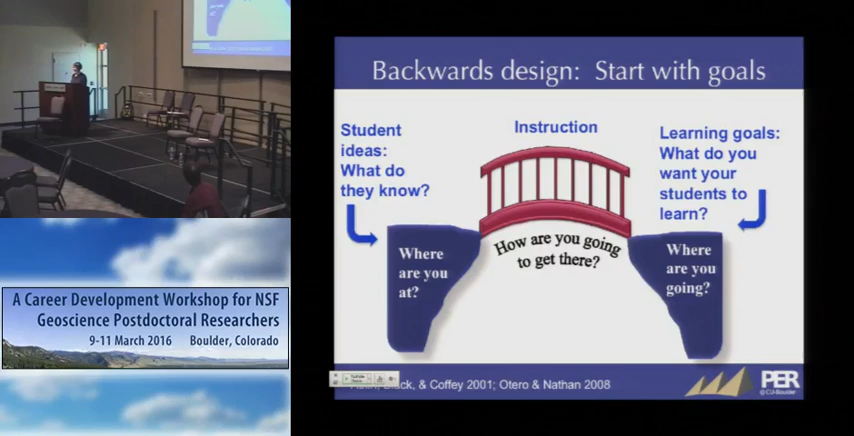 Backwards design: Start with goals
Student
ideas:
What do
they know?
Instruction
Learning goals:
What do you
want your
students to
learn?
Where
are you
at?
How are you going
to get there?
Where
are you
going?
& Coffey 2001; Otero & Nathan 2008
PER
@CU-Boulder
A Career Development Workshop for NSF
Geoscience Postdoctoral Researchers
9-11 March 2016 Boulder, Colorado